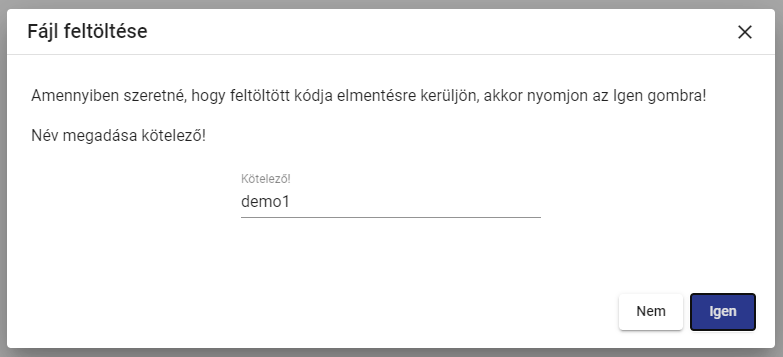 Fájl feltöltése
Amennyiben szeretné, hogy feltöltött kódja elmentésre kerüljön, akkor nyomjon az Igen gombra!
Név megadása kötelező!
Kötelező!
demo1
Nem
Igen